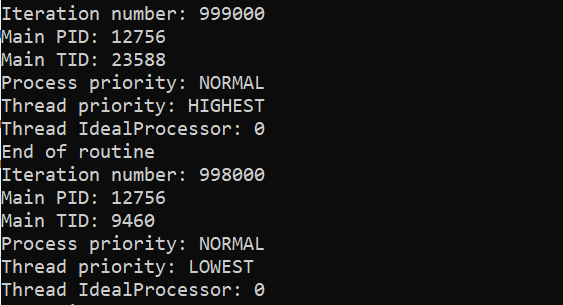 Iteration number: 999000
Main PID: 12756
Main TID: 23588
Process priority: NORMAL
Thread priority: HIGHEST
Thread IdealProcessor: 0
End of routine
Iteration number: 998000
Main PID: 12756
Main TID: 9460
Process priority: NORMAL
Thread priority: LOWEST
Thread IdealProcessor: 0